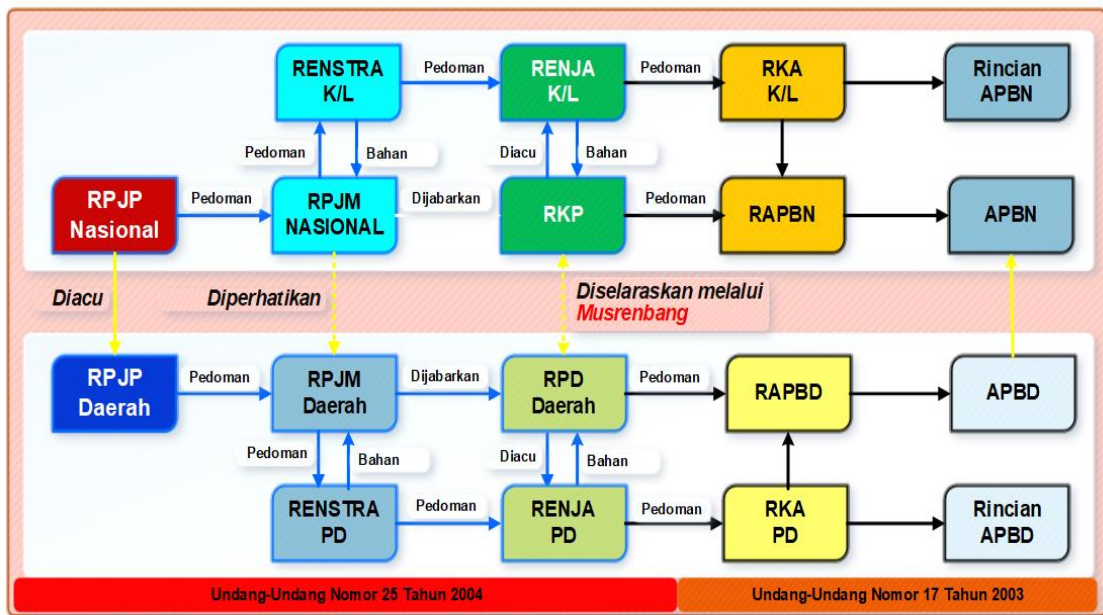 RENSTRA
K/L
Pedoman
RENJA
K/L
Pedoman
RKA
K/L
Rincian
APBN
Pedoman
Bahan
Diacu
Bahan
RPJP
Nasional
Pedoman
RPJM
NASIONAL
Dijabarkan
RKP
Pedoman
RAPBN
APBN
Diacu
Diperhatikan
Diselaraskan melalui
Musrenbang
RPJP
Daerah
Pedoman
RPJM
Daerah
Dijabarkan
RPD
Daerah
Pedoman
RAPBD
APBD
Pedoman
Bahan
Diacu
Bahan
RENSTRA
PD
Pedoman
RENJA
PD
Pedoman
RKA
PD
Rincian
APBD
Undang-Undang Nomor 25 Tahun 2004
Undang-Undang Nomor 17 Tahun 2003